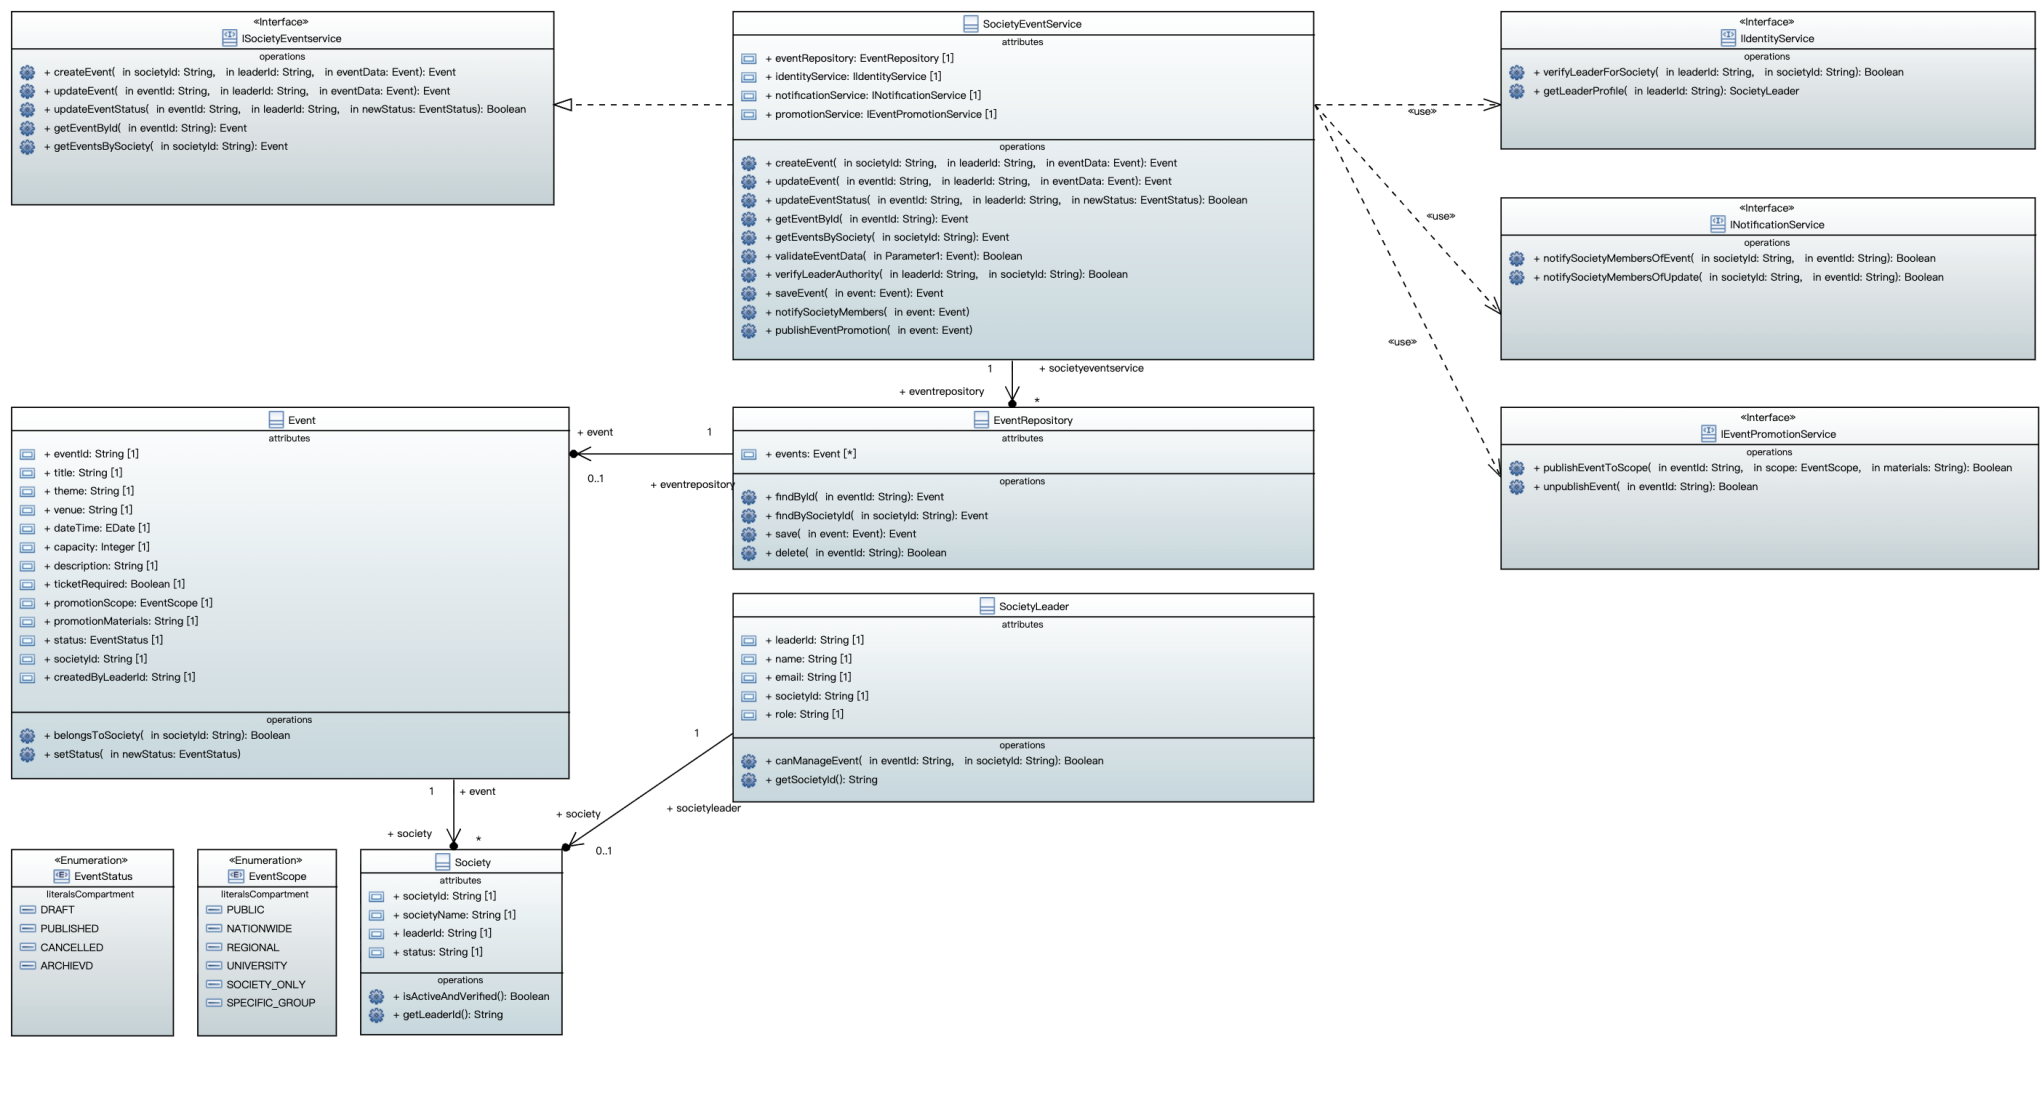 «Interface»
ISocietyEventservice
operations
+ createEvent( in societyId: String, in leaderId: String, in eventData: Event): Event
+ updateEvent( in eventId: String, in leaderId: String, in eventData: Event): Event
+ updateEventStatus( in eventId: String, in leaderId: String, in newStatus: EventStatus): Boolean
+ getEventById( in eventId: String): Event
+ getEventsBySociety( in societyId: String): Event
SocietyEventService
attributes
+ eventRepository: EventRepository [1]
+ identityService: IIdentityService [1]
+ notificationService: INotificationService [1]
+ promotionService: IEventPromotionService [1]
operations
+ createEvent( in societyId: String, in leaderId: String, in eventData: Event): Event
+ updateEvent( in eventId: String, in leaderId: String, in eventData: Event): Event
+ updateEventStatus( in eventId: String, in leaderId: String, in newStatus: EventStatus): Boolean
+ getEventById( in eventId: String): Event
+ getEventsBySociety( in societyId: String): Event
+ validateEventData( in Parameter1: Event): Boolean
+ verifyLeaderAuthority( in leaderId: String, in societyId: String): Boolean
+ saveEvent( in event: Event): Event
+ notifySocietyMembers( in event: Event)
+ publishEventPromotion( in event: Event)
«Interface»
IIdentityService
operations
+ verifyLeaderForSociety( in leaderId: String, in societyId: String): Boolean
+ getLeaderProfile( in leaderId: String): SocietyLeader
«use»
«Interface»
INotificationService
operations
+ notifySocietyMembersOfEvent( in societyId: String, in eventId: String): Boolean
+ notifySocietyMembersOfUpdate( in societyId: String, in eventId: String): Boolean
«use»
«use»
1
+ societyeventservice
+ eventrepository
*
Event
attributes
+ eventId: String [1]
+ title: String [1]
+ theme: String [1]
+ venue: String [1]
+ dateTime: EDate [1]
+ capacity: Integer [1]
+ description: String [1]
+ ticketRequired: Boolean [1]
+ promotionScope: EventScope [1]
+ promotionMaterials: String [1]
+ status: EventStatus [1]
+ societyId: String [1]
+ createdByLeaderId: String [1]
operations
+ belongsToSociety( in societyId: String): Boolean
+ setStatus( in newStatus: EventStatus)
+ event
1
0..1
+ eventrepository
EventRepository
attributes
+ events: Event [*]
operations
+ findById( in eventId: String): Event
+ findBySocietyId( in societyId: String): Event
+ save( in event: Event): Event
+ delete( in eventId: String): Boolean
«Interface»
IEventPromotionService
operations
+ publishEventToScope( in eventId: String, in scope: EventScope, in materials: String): Boolean
+ unpublishEvent( in eventId: String): Boolean
SocietyLeader
attributes
+ leaderId: String [1]
+ name: String [1]
+ email: String [1]
+ societyId: String [1]
+ role: String [1]
operations
+ canManageEvent( in eventId: String, in societyId: String): Boolean
+ getSocietyId(): String
1
+ societyleader
+ society
0..1
1
+ event
+ society
*
«Enumeration»
EventStatus
literalsCompartment
DRAFT
PUBLISHED
CANCELLED
ARCHIEVD
«Enumeration»
EventScope
literalsCompartment
PUBLIC
NATIONWIDE
REGIONAL
UNIVERSITY
SOCIETY_ONLY
SPECIFIC_GROUP
Society
attributes
+ societyId: String [1]
+ societyName: String [1]
+ leaderId: String [1]
+ status: String [1]
operations
+ isActiveAndVerified(): Boolean
+ getLeaderId(): String